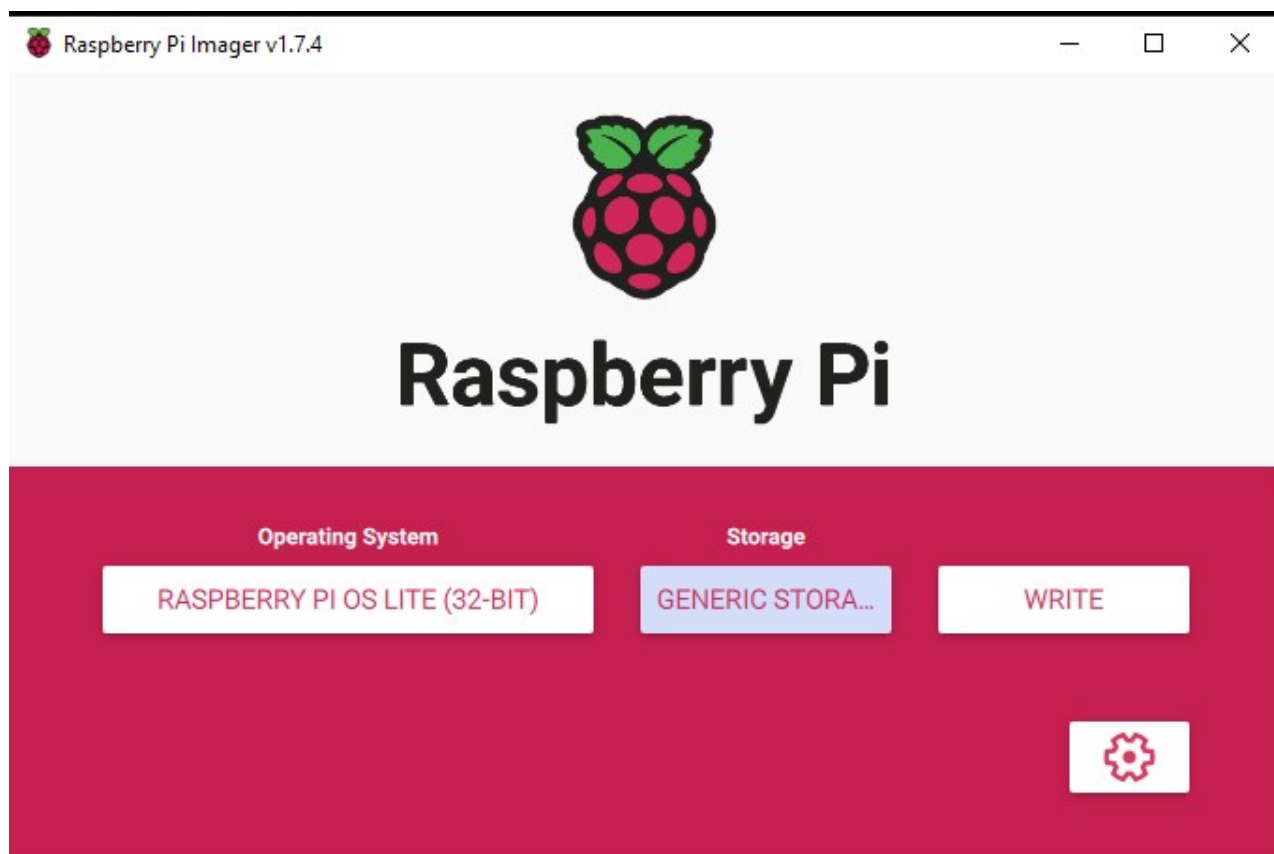 Raspberry Pi Imager v1.7.4
Raspberry Pi
Operating System
Storage
RASPBERRY PI OS LITE (32-BIT)
GENERIC STORA...
WRITE